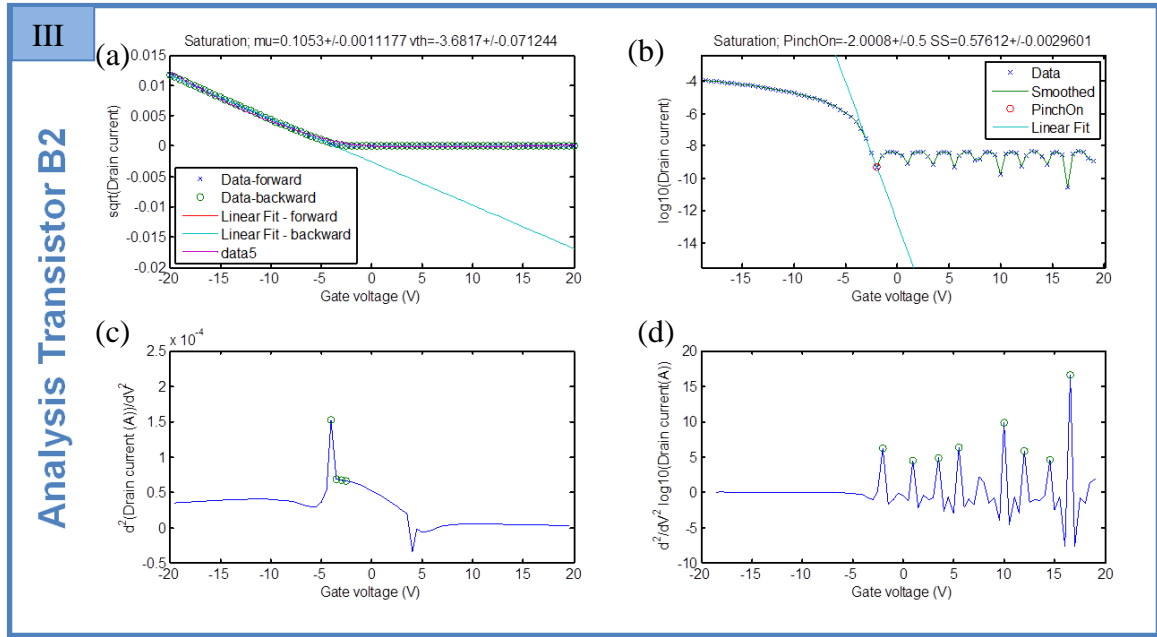 III
Analysis Transistor B2
(a)
Saturation; mu=0.1053+/-0.0011177 vth=-3.6817+/-0.071244
sqrt(Drain current)
0.015
0.01
0.005
0
-0.005
-0.01
-0.015
-0.02
Data-forward
Data-backward
Linear Fit - forward
Linear Fit - backward
data5
-20 -15 -10 -5 0 5 10 15 20
Gate voltage (V)
(b)
Saturation; PinchOn=-2.0008+/-0.5 SS=0.57612+/-0.0029601
log10(Drain current)
-4
-6
-8
-10
-12
-14
Data
Smoothed
PinchOn
Linear Fit
-15 -10 -5 0 5 10 15 20
Gate voltage (V)
(c)
x 10-4
d2(Drain current (A))/dV2
2.5
2
1.5
1
0.5
0
-0.5
-20 -15 -10 -5 0 5 10 15 20
Gate voltage (V)
(d)
d2/dV2 log10(Drain current(A))
20
15
10
5
0
-5
-10
-20 -15 -10 -5 0 5 10 15 20
Gate voltage (V)